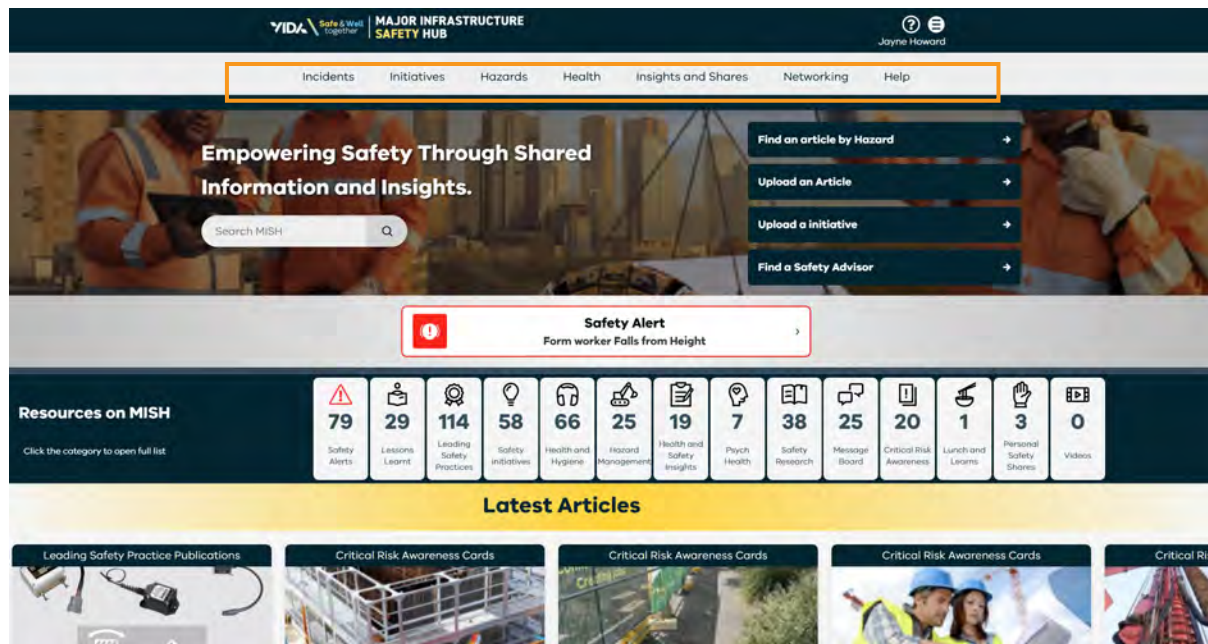 VIDA Safe & Well together MAJOR INFRASTRUCTURE SAFETY HUB
Jayne Howard
Incidents Initiatives Hazards Health Insights and Shares Networking Help
Empowering Safety Through Shared
Information and Insights.
Search MISH
Find an article by Hazard
Upload an Article
Upload a initiative
Find a Safety Advisor
Safety Alert
Form worker Falls from Height
Resources on MISH
Click the category to open full list
79
Safety
Alerts
29
Lessons
Learnt
114
Leading
Safety
Practices
58
Safety
initiatives
66
Health and
Hygiene
25
Hazard
Management
19
Health and
Safety
Insights
7
Psych
Health
38
Safety
Research
25
Message
Board
20
Critical Risk
Awareness
1
Lunch and
Learns
3
Personal
Safety
Shares
0
Videos
Latest Articles
Leading Safety Practice Publications
Critical Risk Awareness Cards
Critical Risk Awareness Cards
Critical Risk Awareness Cards
Critical Ri